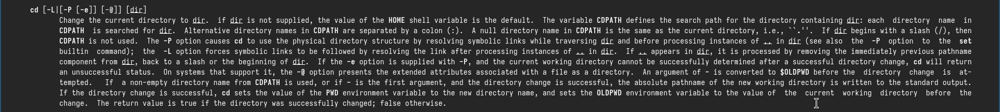 cd [-L|[-P [-e]] [-@]] [dir]
Change the current directory to dir.  if dir is not supplied, the value of the HOME shell variable is the default.  The variable CDPATH defines the search path for the directory containing dir: each  directory  name  in
CDPATH  is searched for dir.  Alternative directory names in CDPATH are separated by a colon (:).  A null directory name in CDPATH is the same as the current directory, i.e., ``.''.  If dir begins with a slash (/), then
CDPATH is not used.  The -P option causes cd to use the physical directory structure by resolving symbolic links while traversing dir and before processing instances of .. in dir (see also  the  -P  option  to  the  set
builtin  command);  the  -L option forces symbolic links to be followed by resolving the link after processing instances of .. in dir.  If .. appears in dir, it is processed by removing the immediately previous pathname
component from dir, back to a slash or the beginning of dir.  If the -e option is supplied with -P, and the current working directory cannot be successfully determined after a successful directory change, cd will return
an unsuccessful status.  On systems that support it, the -@ option presents the extended attributes associated with a file as a directory.  An argument of - is converted to $OLDPWD before the  directory  change  is  at-
tempted.   If  a non-empty directory name from CDPATH is used, or if - is the first argument, and the directory change is successful, the absolute pathname of the new working directory is written to the standard output.
If the directory change is successful, cd sets the value of the PWD environment variable to the new directory name, and sets the OLDPWD environment variable to the value of  the  current  working  directory  before  the
change.  The return value is true if the directory was successfully changed; false otherwise.